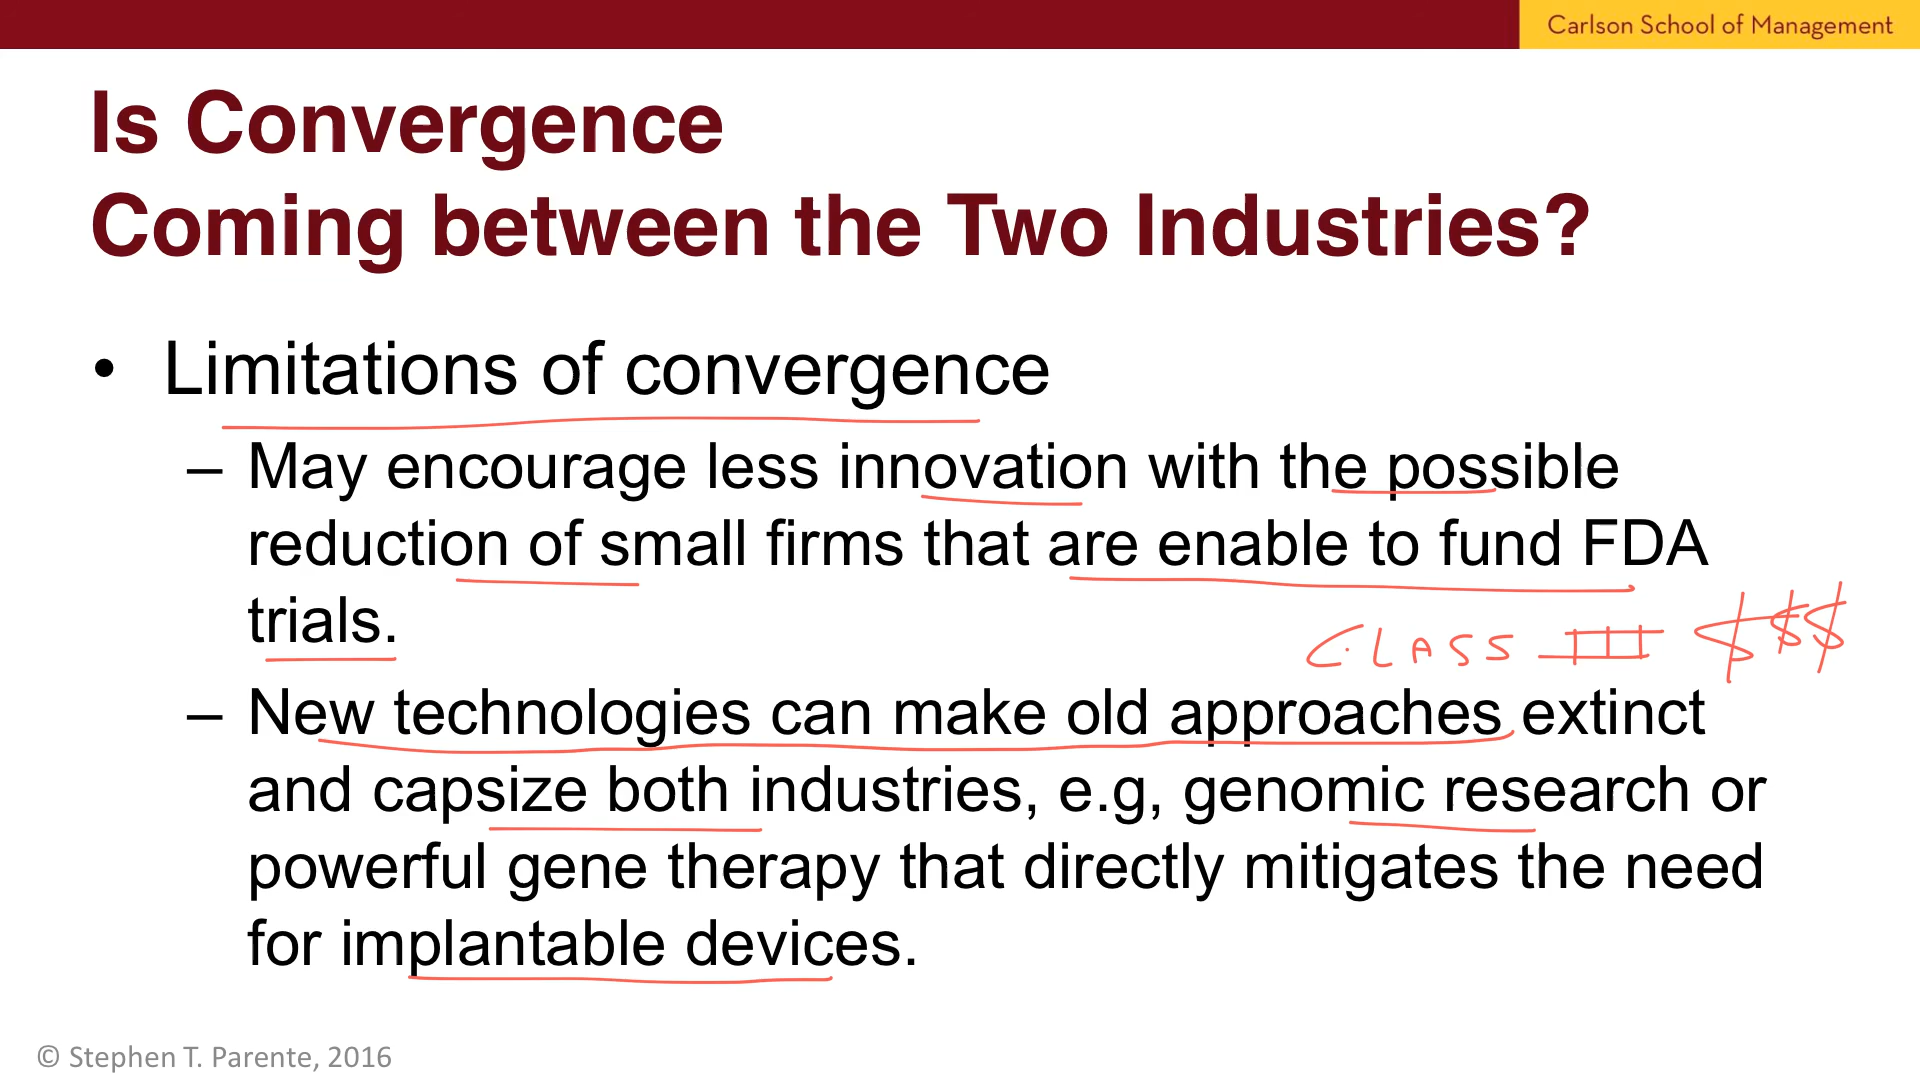 Carlson School of Management
Is Convergence
Coming between the Two Industries?
• Limitations of convergence
– May encourage less innovation with the possible
reduction of small firms that are enable to fund FDA
trials.
CLASS III $$$
– New technologies can make old approaches extinct
and capsize both industries, e.g, genomic research or
powerful gene therapy that directly mitigates the need
for implantable devices.
© Stephen T. Parente, 2016